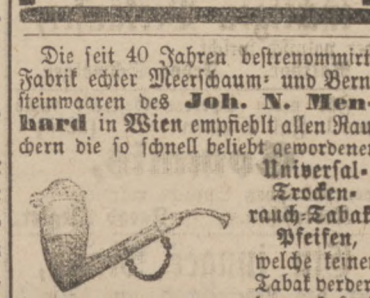 Die seit 40 Jahren bestrenommirt
Fabrik echter Meerschaum- und Bern
steinwaaren des Joh. N. Men-
hard in Wien empfiehlt allen Rau
chern die so schnell beliebt gewordenen
Universal-
Trocken-
rauch-Tabak
Pfeifen,
welche keinen
Tabak verder